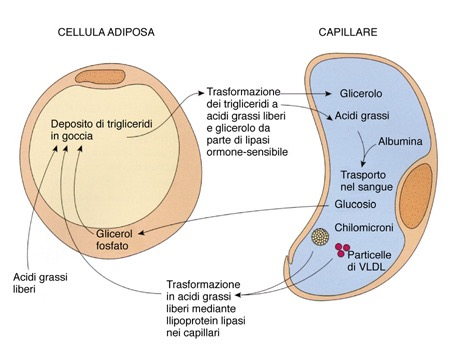 CELLULA ADIPOSA
CAPILLARE
Deposito di trigliceridi
in goccia
Trasformazione
dei trigliceridi a
acidi grassi liberi
e glicerolo da
parte di lipasi
ormone-sensibile
Glicerolo
Acidi grassi
Albumina
Trasporto
nel sangue
Glucosio
Chilomicroni
Particelle
di VLDL
Glicerol
fosfato
Acidi grassi
liberi
Trasformazione
in acidi grassi
liberi mediante
llipoprotein lipasi
nei capillari